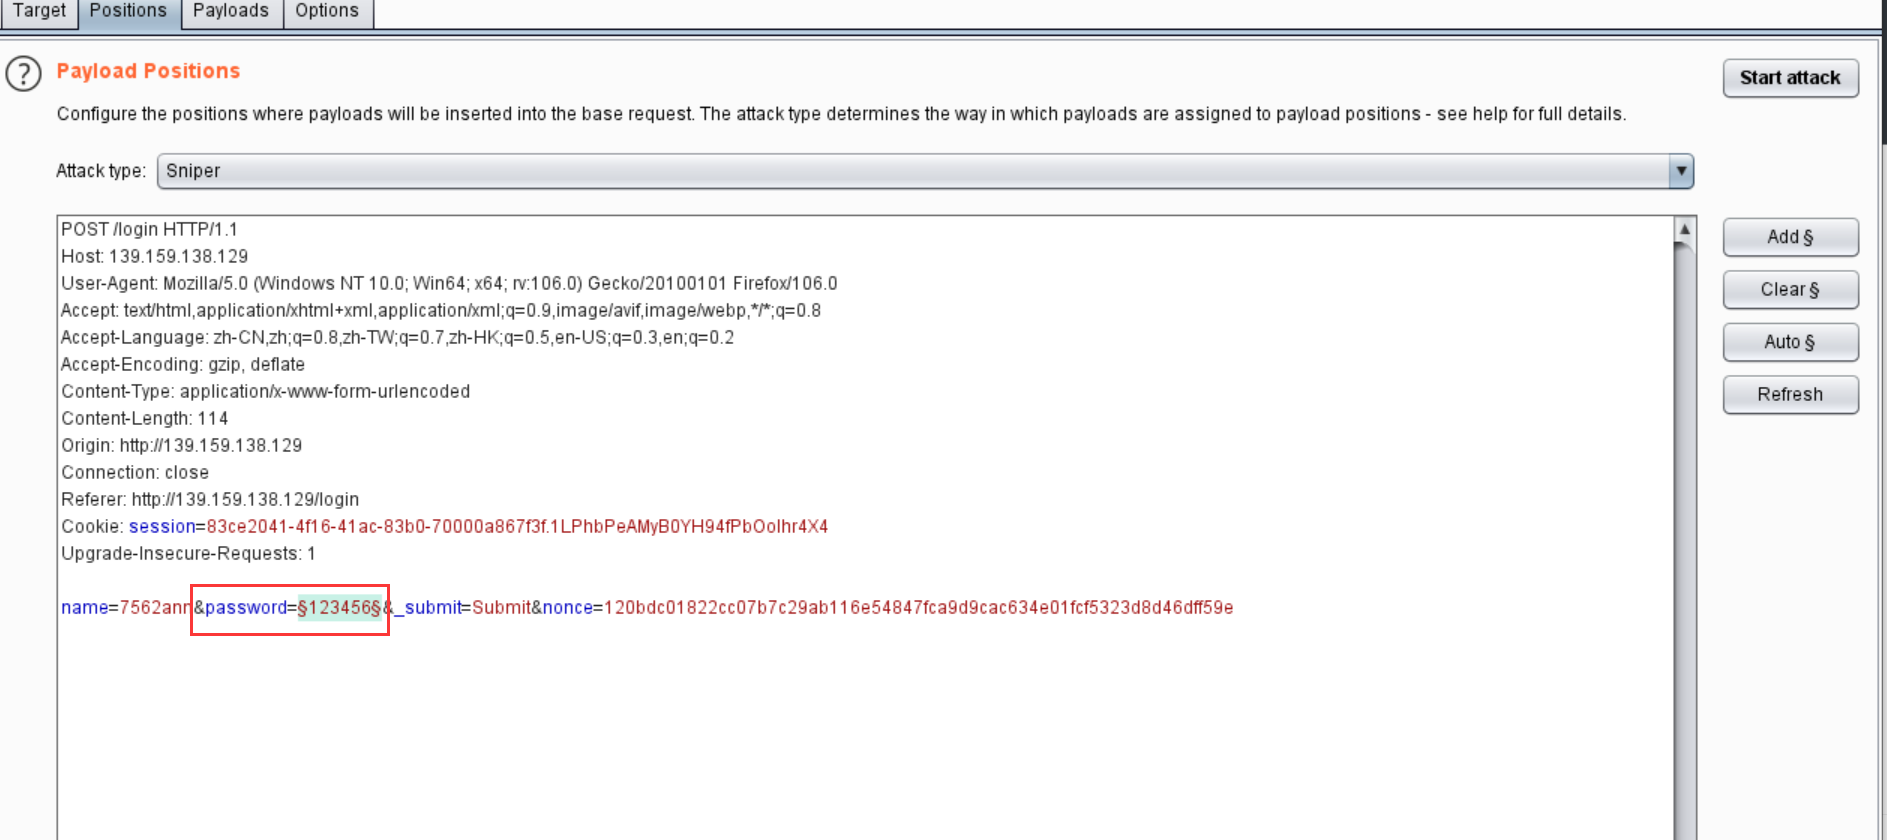 Target Positions Payloads Options
?
Payload Positions
Start attack
Configure the positions where payloads will be inserted into the base request. The attack type determines the way in which payloads are assigned to payload positions - see help for full details.
Attack type: Sniper
POST /login HTTP/1.1
Host: 139.159.138.129
User-Agent: Mozilla/5.0 (Windows NT 10.0; Win64; x64; rv:106.0) Gecko/20100101 Firefox/106.0
Accept: text/html,application/xhtml+xml,application/xml;q=0.9,image/avif,image/webp,*/*;q=0.8
Accept-Language: zh-CN,zh;q=0.8,zh-TW;q=0.7,zh-HK;q=0.5,en-US;q=0.3,en;q=0.2
Accept-Encoding: gzip, deflate
Content-Type: application/x-www-form-urlencoded
Content-Length: 114
Origin: http://139.159.138.129
Connection: close
Referer: http://139.159.138.129/login
Cookie: session=83ce2041-4f16-41ac-83b0-70000a867f3f.1LPhbPeAMyB0YH94fPbOoIhr4X4
Upgrade-Insecure-Requests: 1
name=7562ann&password=§123456§&_submit=Submit&nonce=120bdc01822cc07b7c29ab116e54847fca9d9cac634e01fcf5323d8d46dff59e
Add §
Clear §
Auto §
Refresh